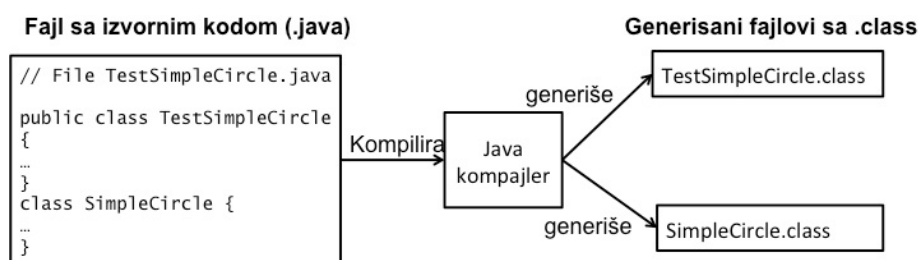 Fajl sa izvornim kodom (.java)
Generisani fajlovi sa .class
// File TestSimpleCircle.java
public class TestSimpleCircle
{
…
}
class SimpleCircle {
…
}
Kompilira
Java
kompajler
generiše
TestSimpleCircle.class
generiše
SimpleCircle.class